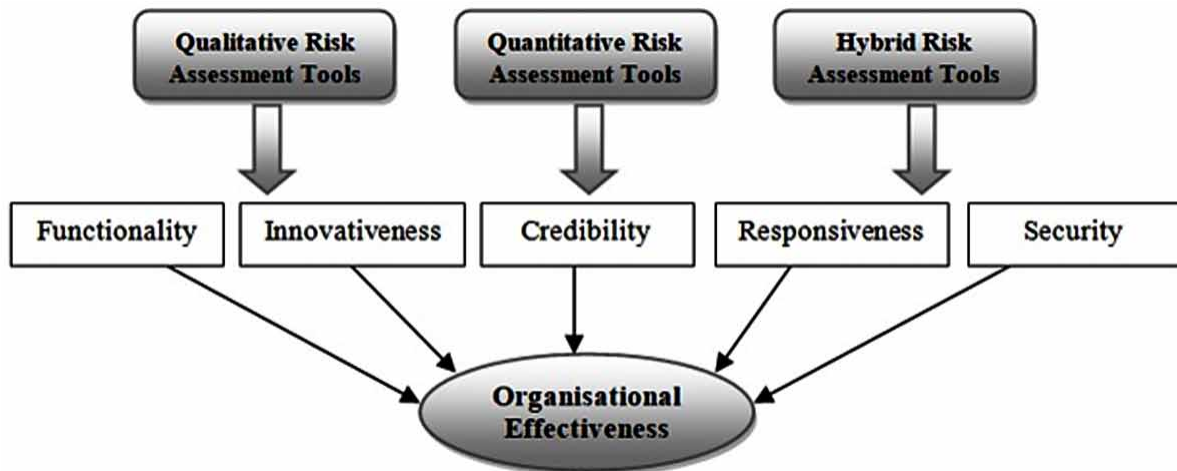 Qualitative Risk
Assessment Tools
Quantitative Risk
Assessment Tools
Hybrid Risk
Assessment Tools
Functionality
Innovativeness
Credibility
Responsiveness
Security
Organisational
Effectiveness